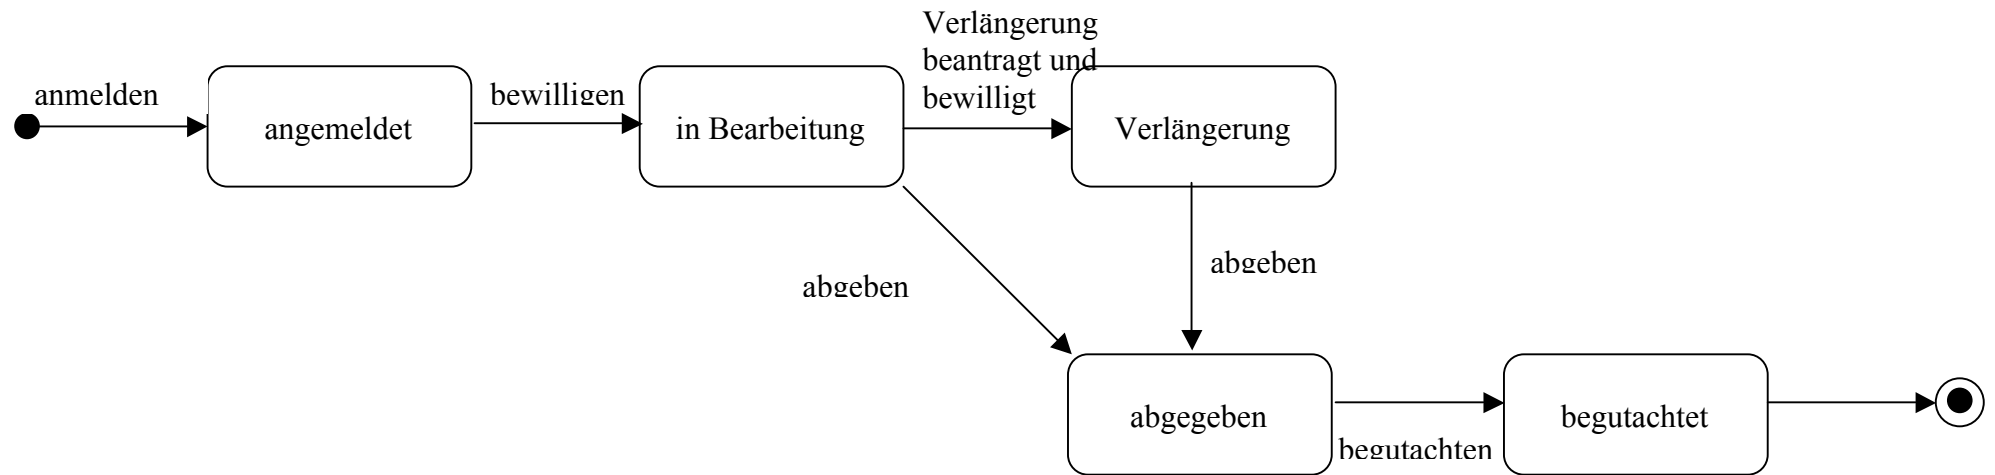 Verlängerung
beantragt und
bewilligt
anmelden
bewilligen
angemeldet
in Bearbeitung
Verlängerung
abgeben
abgeben
abgegeben
begutachtet
begutachten